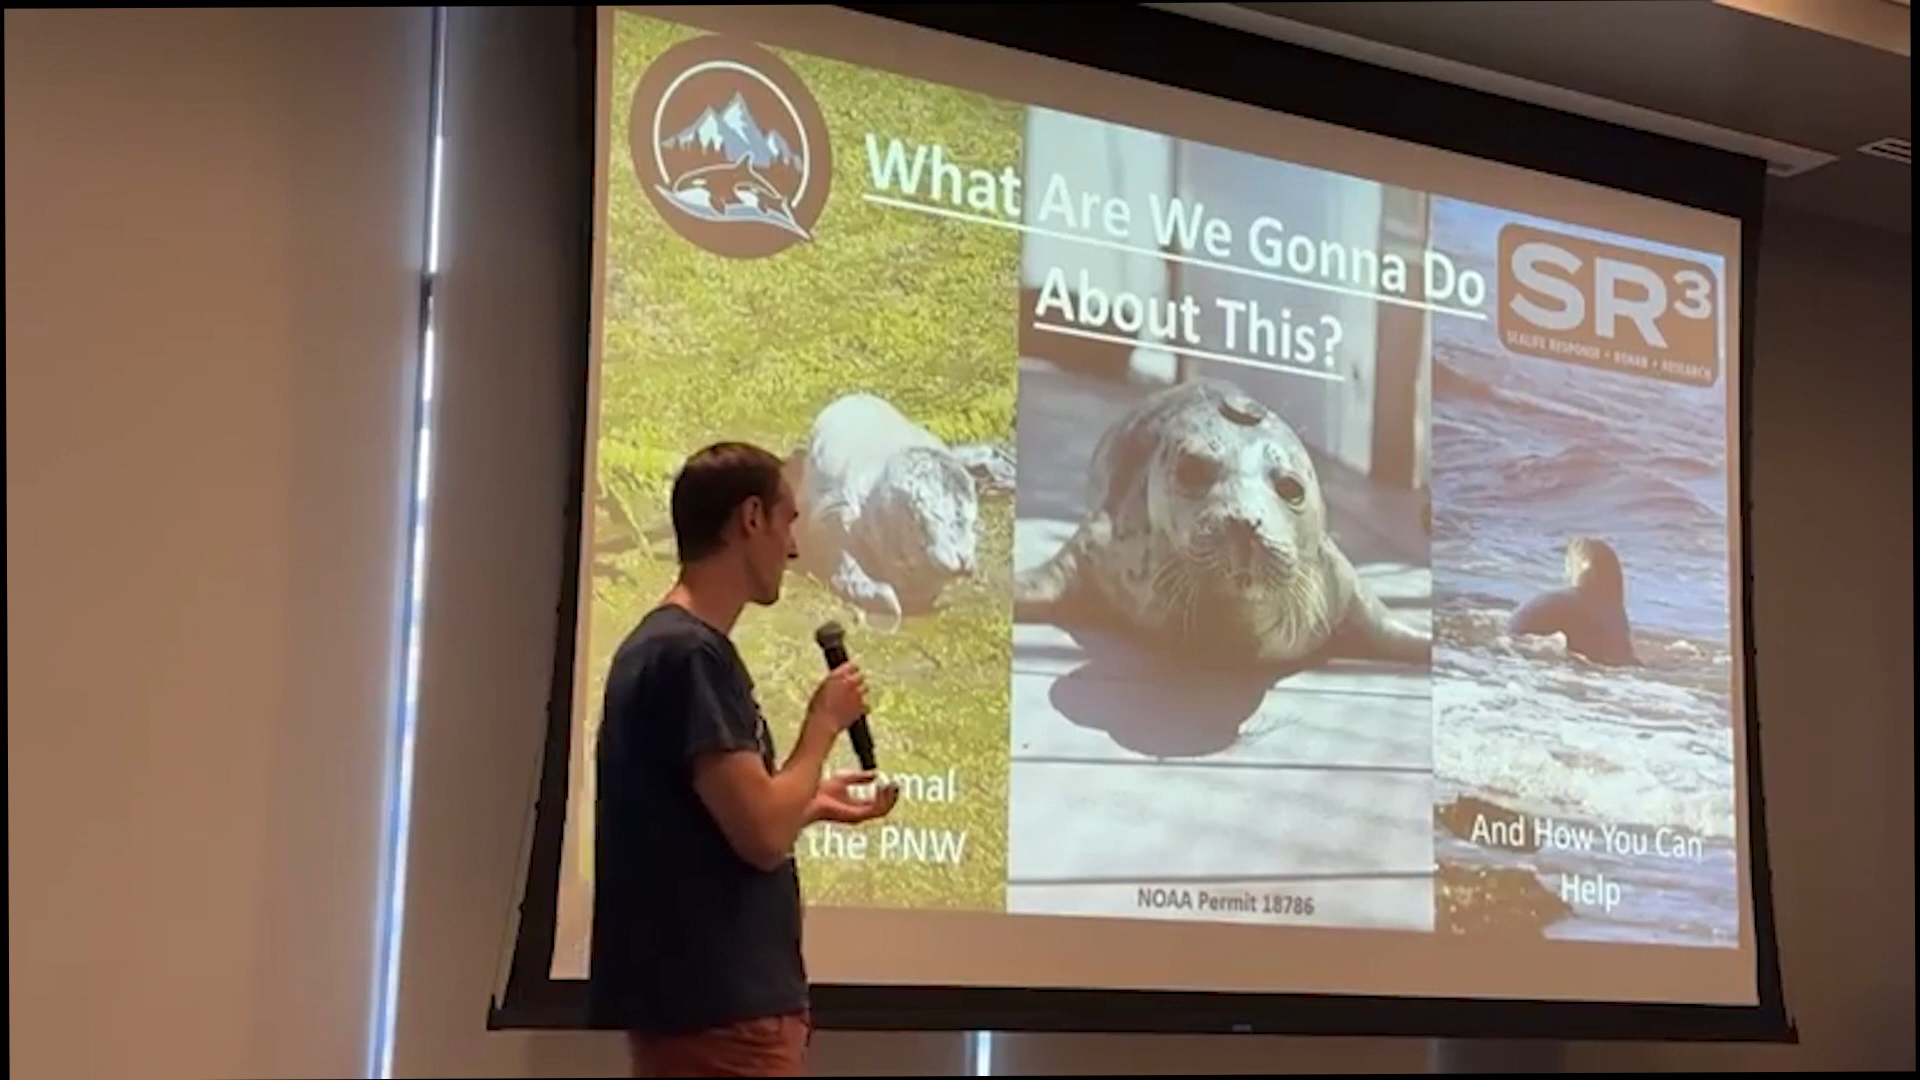 What Are We Gonna Do
About This?
SR³
SEALIFE RESPONSE • REHAB • RESEARCH
the PNW
NOAA Permit 18786
And How You Can
Help